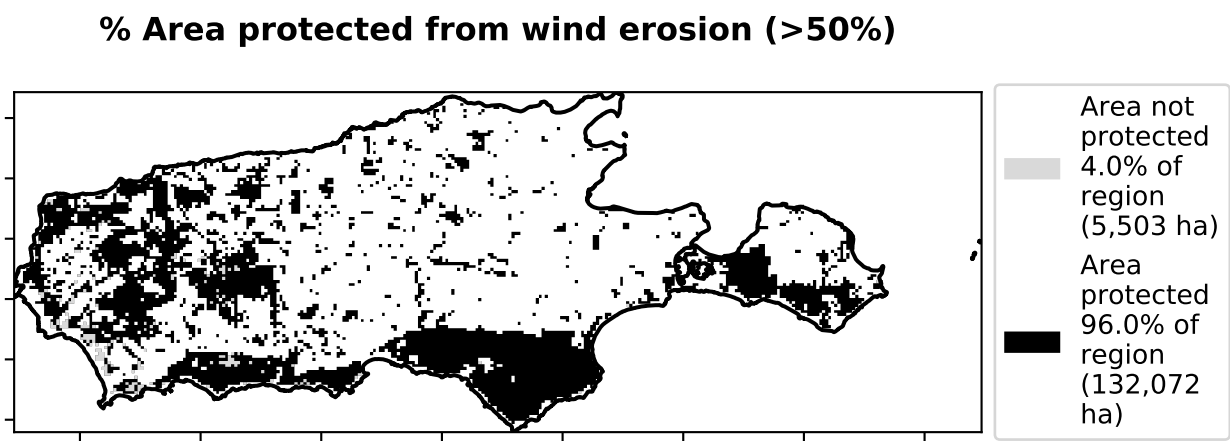 % Area protected from wind erosion (>50%)
Area not
protected
4.0% of
region
(5,503 ha)
Area
protected
96.0% of
region
(132,072
ha)